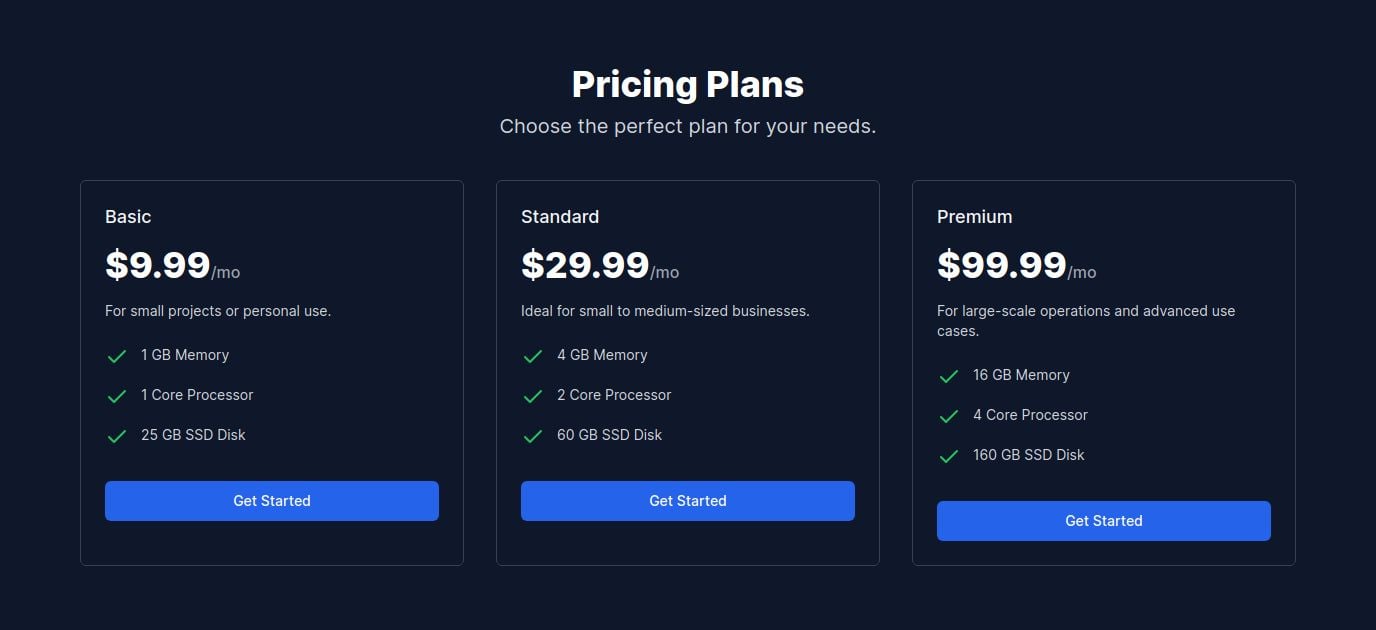 Pricing Plans
Choose the perfect plan for your needs.
Basic
$9.99/mo
For small projects or personal use.
1 GB Memory
1 Core Processor
25 GB SSD Disk
Get Started
Standard
$29.99/mo
Ideal for small to medium-sized businesses.
4 GB Memory
2 Core Processor
60 GB SSD Disk
Get Started
Premium
$99.99/mo
For large-scale operations and advanced use
cases.
16 GB Memory
4 Core Processor
160 GB SSD Disk
Get Started